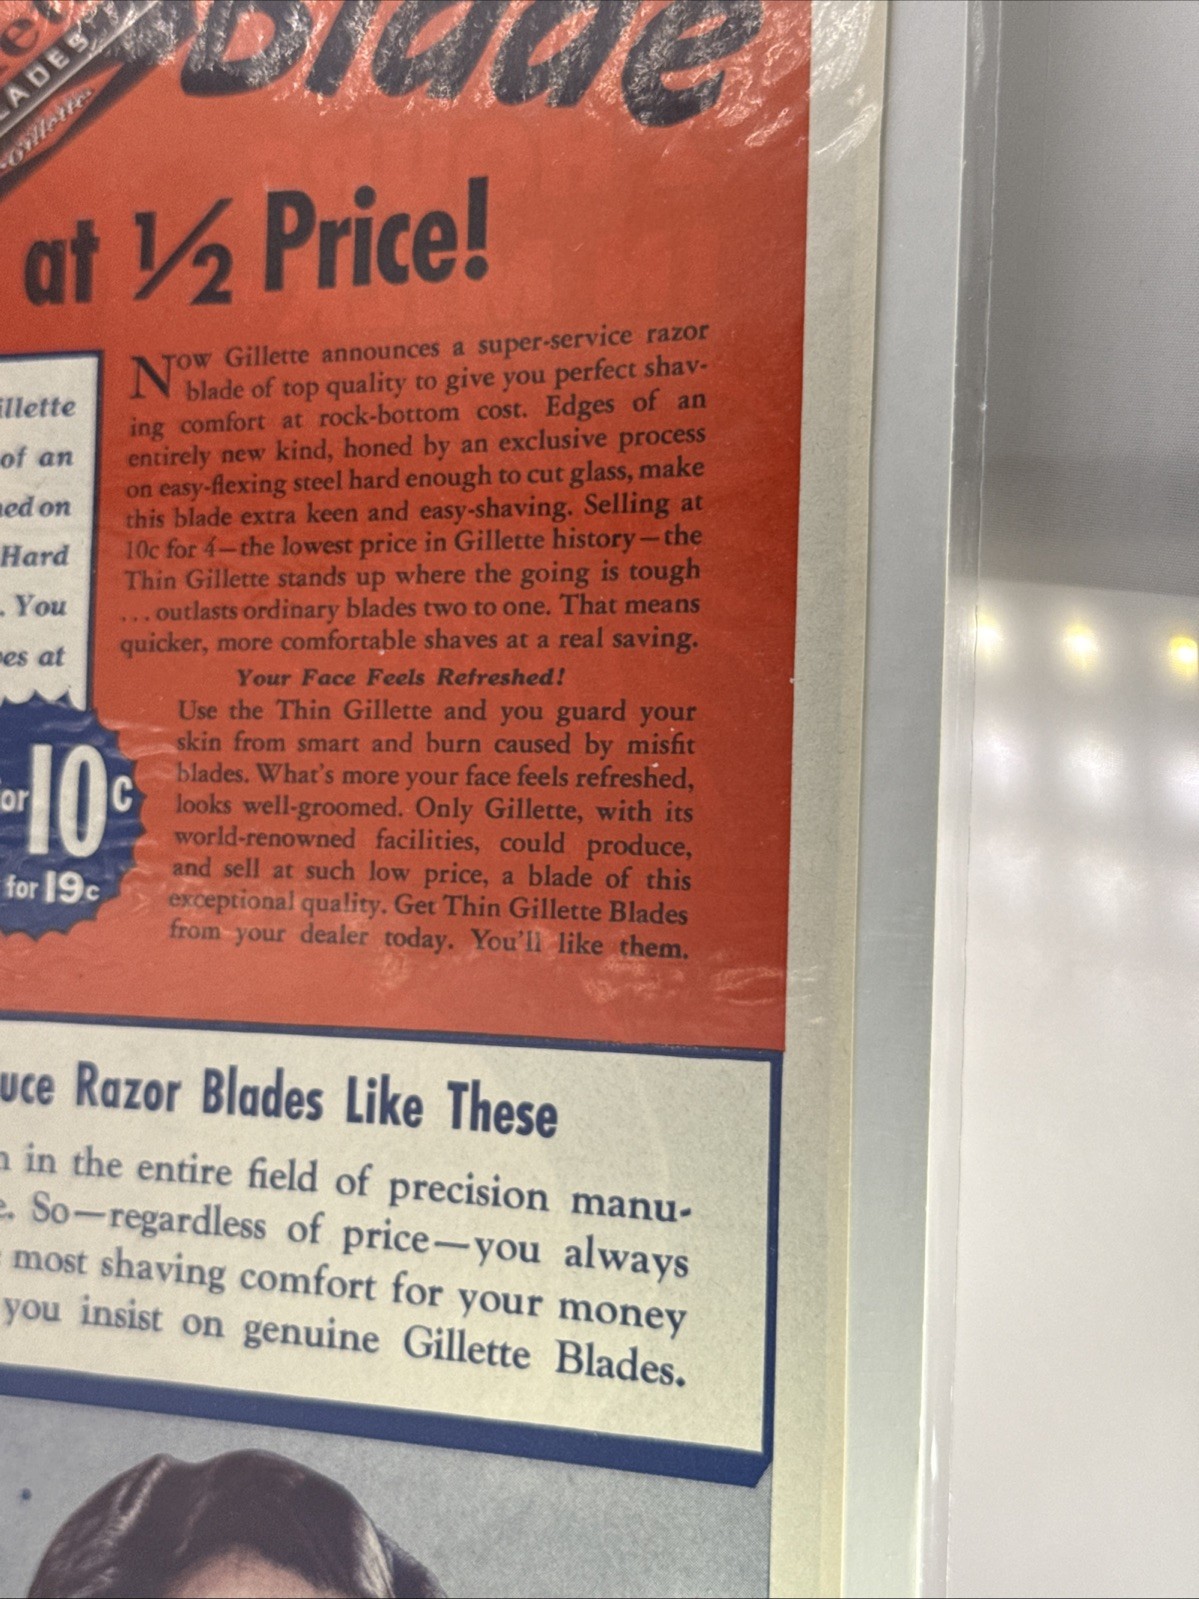 LADES
Gillette
Blade
at 1/2 Price!
illette
of an
ed on
Hard
. You
es at
or 10c
for 19c
Now Gillette announces a super-service razor
blade of top quality to give you perfect shav-
ing comfort at rock-bottom cost. Edges of an
entirely new kind, honed by an exclusive process
on easy-flexing steel hard enough to cut glass, make
this blade extra keen and easy-shaving. Selling at
10c for 4—the lowest price in Gillette history—the
Thin Gillette stands up where the going is tough
...outlasts ordinary blades two to one. That means
quicker, more comfortable shaves at a real saving.
Your Face Feels Refreshed!
Use the Thin Gillette and you guard your
skin from smart and burn caused by misfit
blades. What's more your face feels refreshed,
looks well-groomed. Only Gillette, with its
world-renowned facilities, could produce,
and sell at such low price, a blade of this
exceptional quality. Get Thin Gillette Blades
from your dealer today. You'll like them.
uce Razor Blades Like These
n in the entire field of precision manu-
e. So—regardless of price—you always
most shaving comfort for your money
you insist on genuine Gillette Blades.